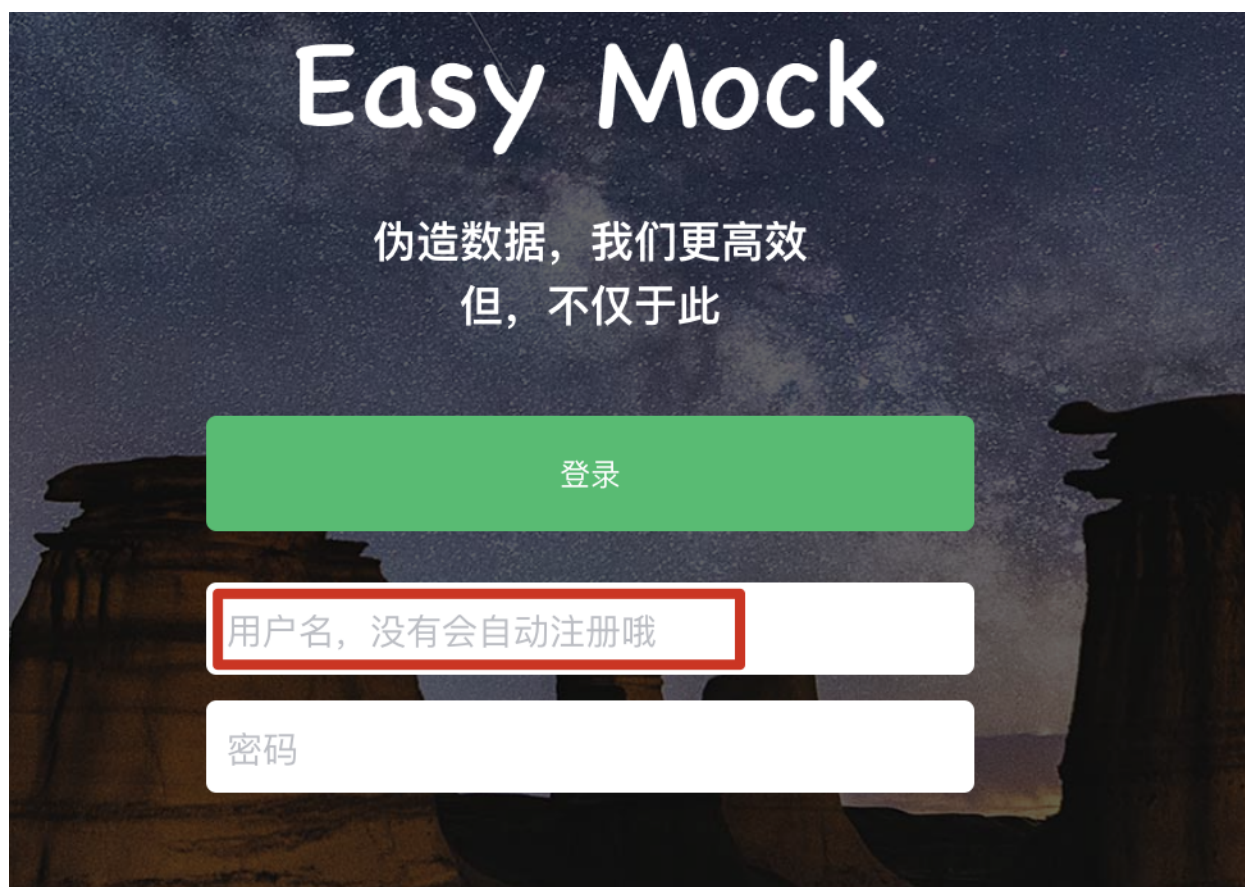 Easy Mock
伪造数据，我们更高效
但，不仅于此
登录
用户名，没有会自动注册哦
密码